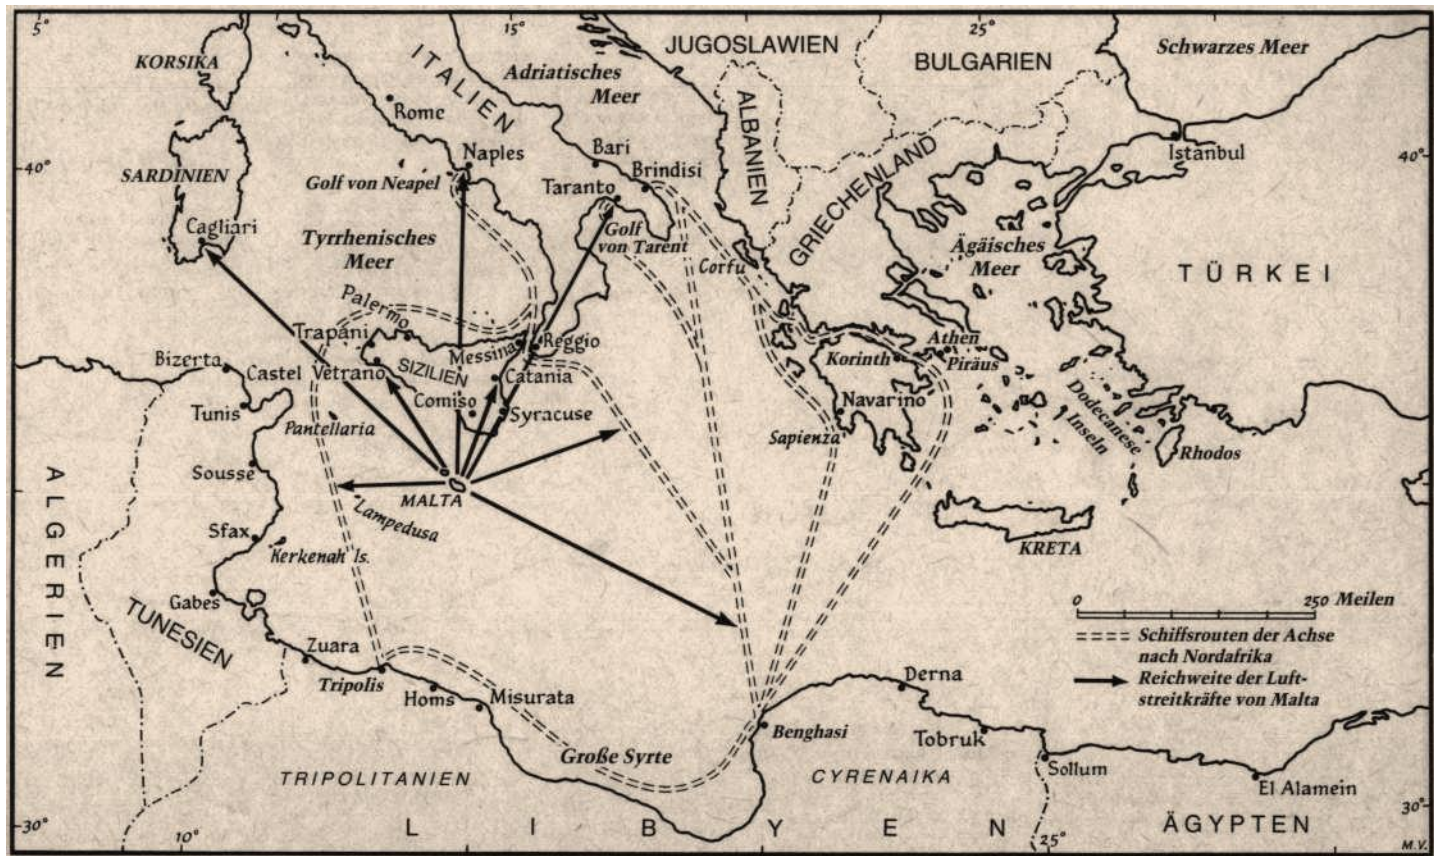 5°
15°
25°
KORSIKA
ITALIEN
Adriatisches
Meer
JUGOSLAWIEN
BULGARIEN
Schwarzes Meer
Rome
ALBANIEN
Istanbul
40°
40°
SARDINIEN
Naples
Bari
Brindisi
Golf von Neapel
Taranto
GRIECHENLAND
Cagliari
Tyrrhenisches
Meer
Golf
von Tarent
Corfu
Ägäisches
Meer
TÜRKEI
Palermo
Trapani
Messina
Reggio
Athen
Bizerta
Castel Vetrano
SIZILIEN
Catania
Korinth
Piräus
Tunis
Comiso
Syracuse
Navarino
Dodecanese
Inseln
Pantellaria
Sapienza
Rhodos
ALGERIEN
Sousse
MALTA
Lampedusa
Sfax
Kerkenah Is.
KRETA
Gabes
TUNESIEN
0 250 Meilen
Schiffsrouten der Achse
nach Nordafrika
Reichweite der Luft-
streitkräfte von Malta
Zuara
Tripolis
Homs
Misurata
Derna
Benghasi
Tobruk
Große Syrte
TRIPOLITANIEN
CYRENAIKA
Sollum
El Alamein
30°
30°
10°
LIBYEN
25°
ÄGYPTEN
M.V.